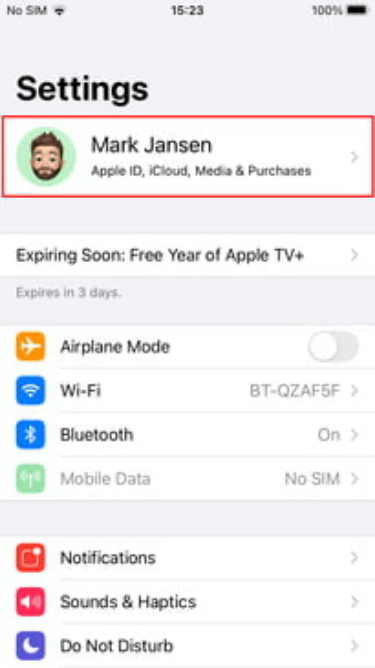 No SIM 15:23 100%
Settings
Mark Jansen
Apple ID, iCloud, Media & Purchases
Expiring Soon: Free Year of Apple TV+
Expires in 3 days.
Airplane Mode
Wi-Fi BT-QZAF5F
Bluetooth On
Mobile Data No SIM
Notifications
Sounds & Haptics
Do Not Disturb